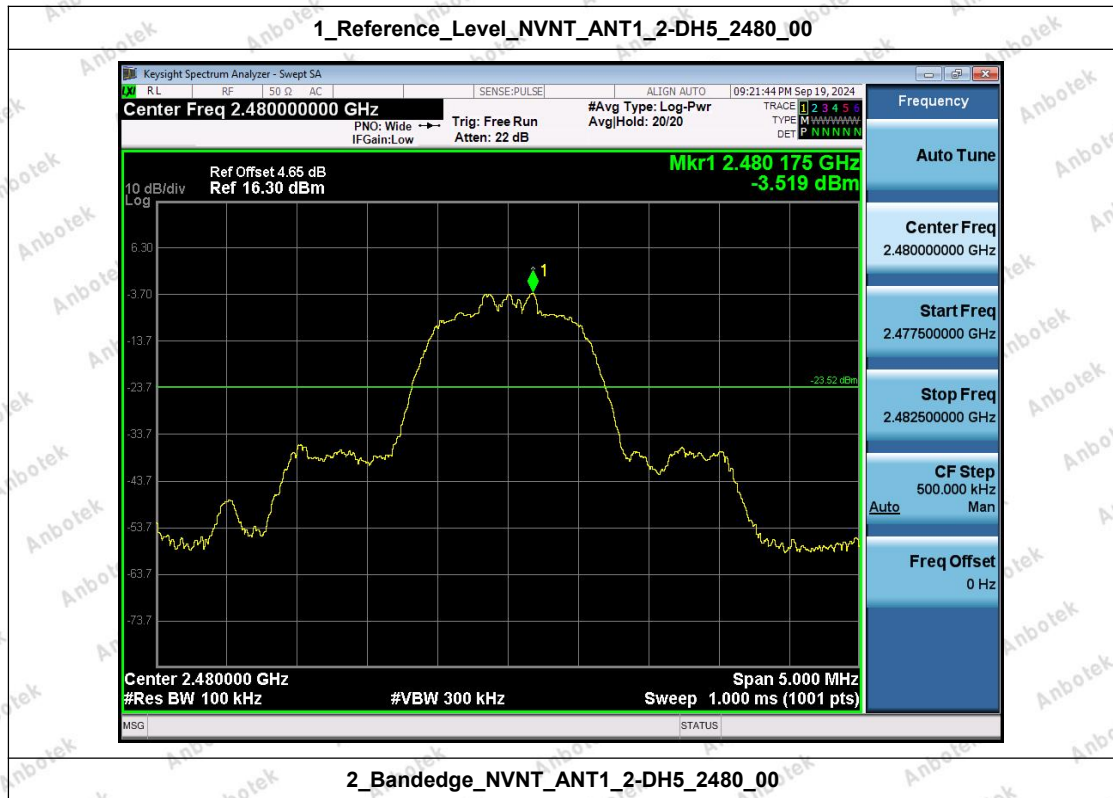 1_Reference_Level_NVNT_ANT1_2-DH5_2480_00
Keysight Spectrum Analyzer - Swept SA
LXI RL RF 50 Ω AC SENSE:PULSE ALIGN AUTO 09:21:44 PM Sep 19, 2024
Center Freq 2.480000000 GHz
PNO: Wide
IFGain:Low
Trig: Free Run
Atten: 22 dB
#Avg Type: Log-Pwr
Avg|Hold: 20/20
TRACE 1 2 3 4 5 6
TYPE M WWWWW
DET P N N N N N
Frequency
Auto Tune
Center Freq
2.480000000 GHz
Start Freq
2.477500000 GHz
Stop Freq
2.482500000 GHz
CF Step
500.000 kHz
Auto Man
Freq Offset
0 Hz
Mkr1 2.480 175 GHz
-3.519 dBm
Ref Offset 4.65 dB
10 dB/div Ref 16.30 dBm
Log
1
6.30
-3.70
-13.7
-23.7
-23.52 dBm
-33.7
-43.7
-53.7
-63.7
-73.7
Center 2.480000 GHz Span 5.000 MHz
#Res BW 100 kHz #VBW 300 kHz Sweep 1.000 ms (1001 pts)
MSG STATUS
2_Bandedge_NVNT_ANT1_2-DH5_2480_00
Anbotek